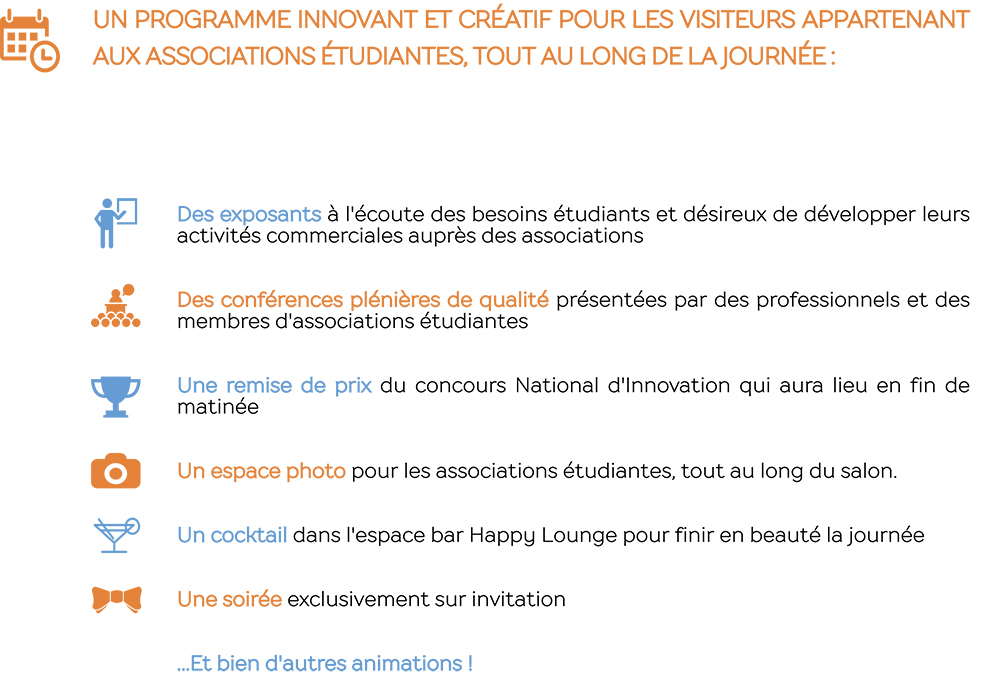 UN PROGRAMME INNOVANT ET CRÉATIF POUR LES VISITEURS APPARTENANT
AUX ASSOCIATIONS ÉTUDIANTES, TOUT AU LONG DE LA JOURNÉE :
Des exposants à l'écoute des besoins étudiants et désireux de développer leurs
activités commerciales auprès des associations
Des conférences plénières de qualité présentées par des professionnels et des
membres d'associations étudiantes
Une remise de prix du concours National d'Innovation qui aura lieu en fin de
matinée
Un espace photo pour les associations étudiantes, tout au long du salon.
Un cocktail dans l'espace bar Happy Lounge pour finir en beauté la journée
Une soirée exclusivement sur invitation
...Et bien d'autres animations !